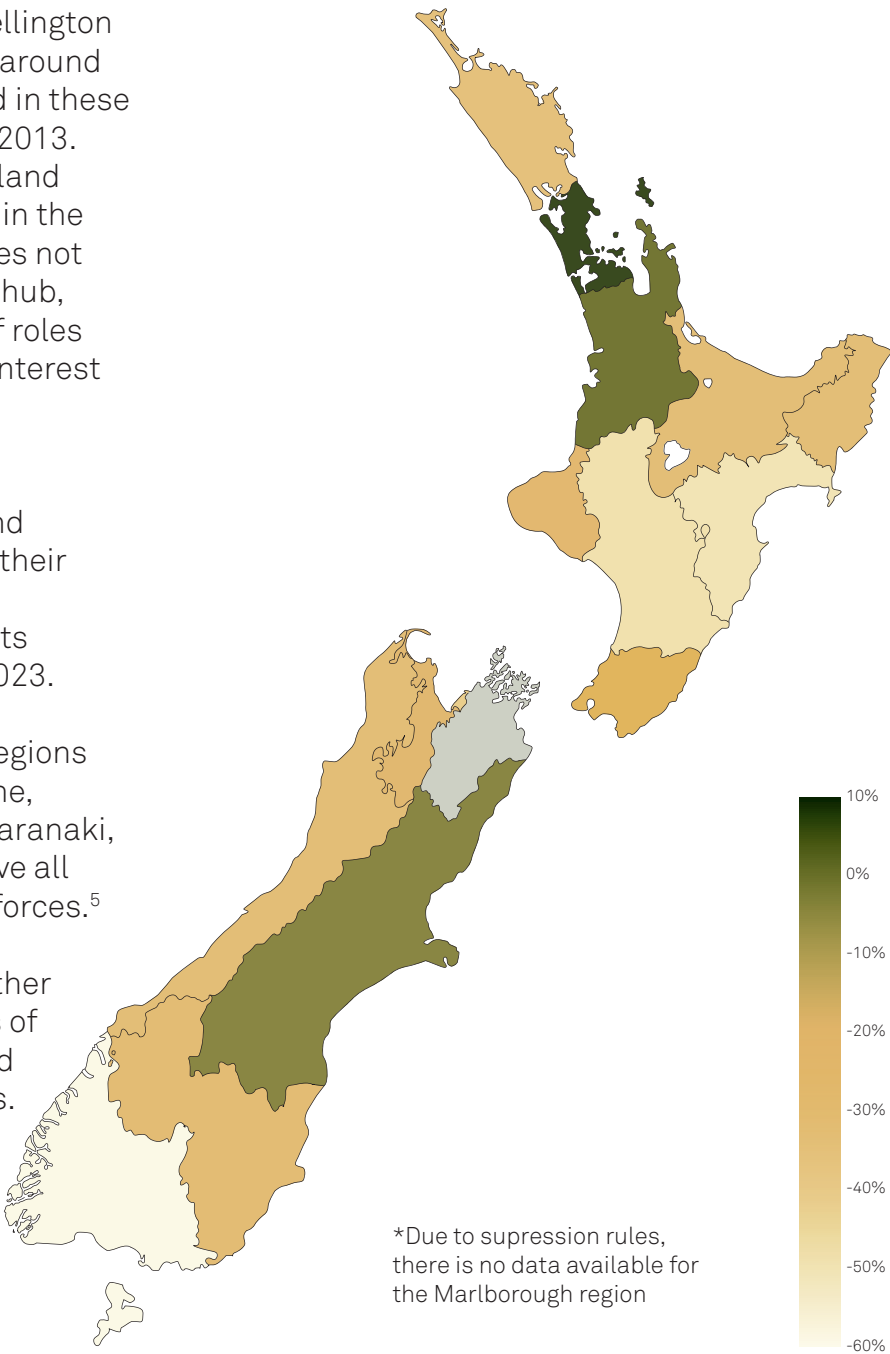 ellington
around
d in these
2013.
land
in the
es not
hub,
f roles
nterest
nd
their
ts
023.
egions
ne,
aranaki,
ve all
forces.5
ther
s of
d
s.
10%
0%
-10%
-20%
-30%
-40%
-50%
-60%
*Due to supression rules,
there is no data available for
the Marlborough region